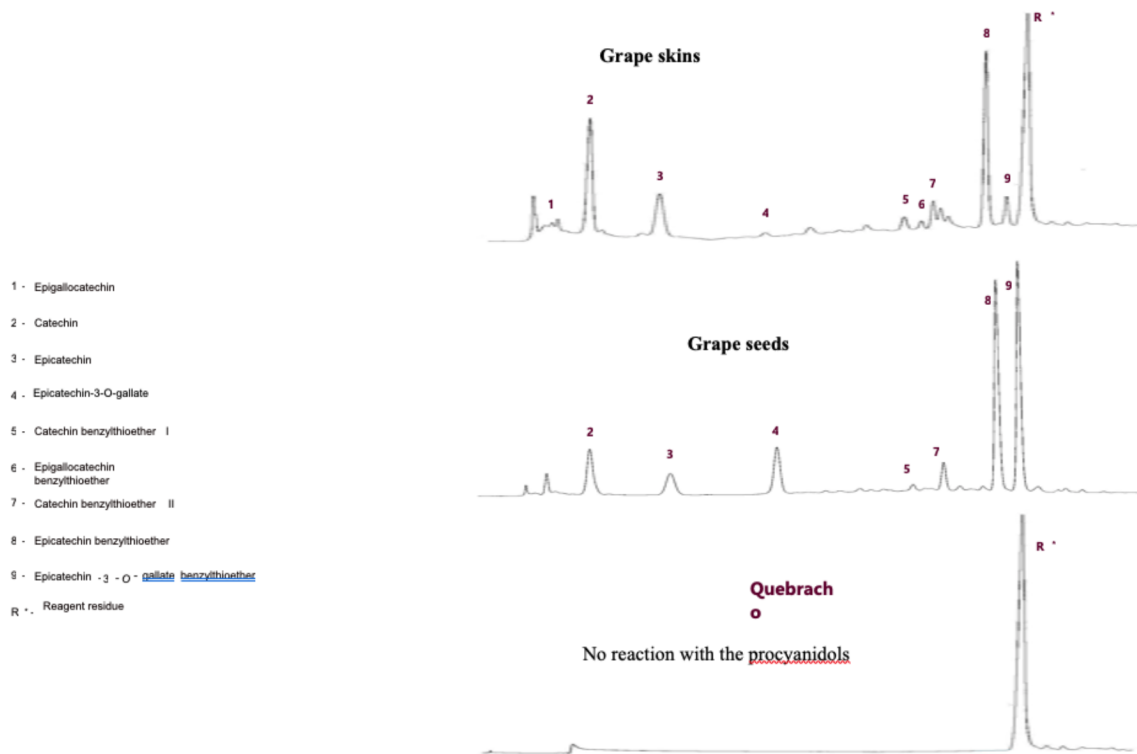 R *
8
Grape skins
2
3
9
7
1
5
6
4
1 - Epigallocatechin
2 - Catechin
3 - Epicatechin
4 - Epicatechin-3-O-gallate
5 - Catechin benzylthioether I
6 - Epigallocatechin
benzylthioether
7 - Catechin benzylthioether II
8 - Epicatechin benzylthioether
9 - Epicatechin -3 -O- gallate benzylthioether
R *. Reagent residue
9
8
Grape seeds
2
4
3
7
5
R *
Quebrach
o
No reaction with the procyanidols